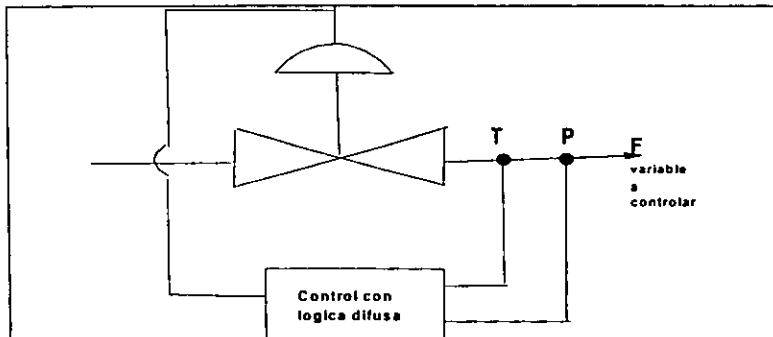 T P F
variable
a
controlar
Control con
logica difusa